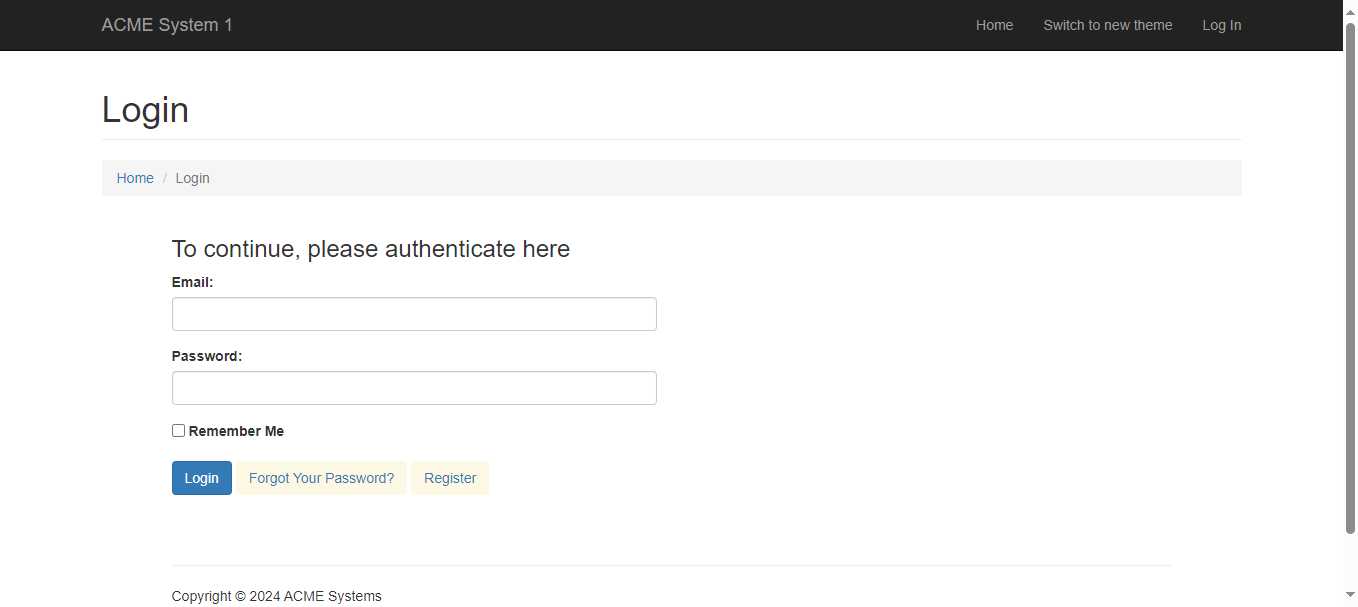 ACME System 1 Home Switch to new theme Log In
Login
Home / Login
To continue, please authenticate here
Email:
Password:
Remember Me
Login Forgot Your Password? Register
Copyright © 2024 ACME Systems